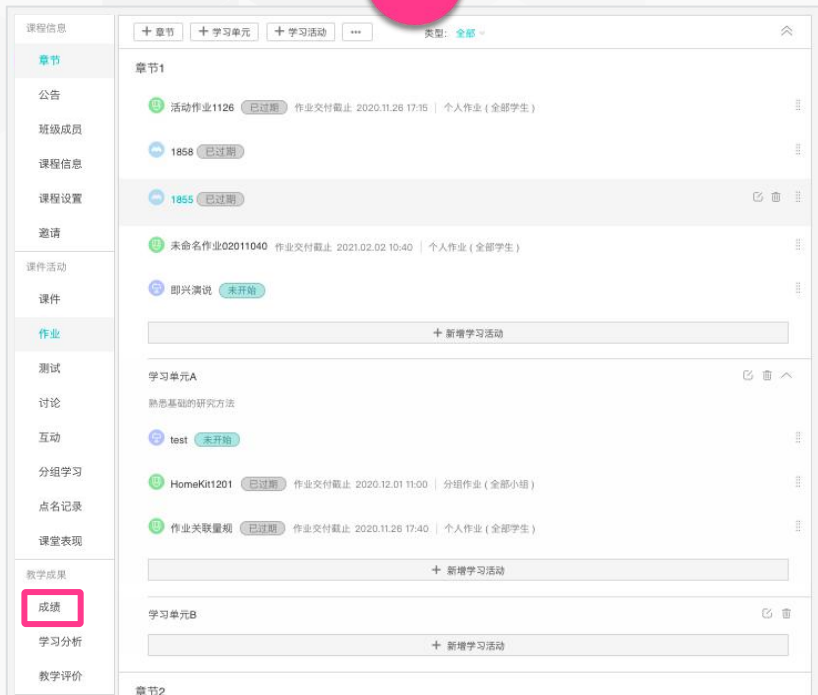 课程信息
章节
公告
班级成员
课程信息
课程设置
邀请
课件活动
课件
作业
测试
讨论
互动
分组学习
点名记录
课堂表现
教学成果
成绩
学习分析
教学评价
+ 章节 + 学习单元 + 学习活动 ... 类型: 全部
章节1
活动作业1126 已过期 作业交付截止 2020.11.26 17:15 | 个人作业 ( 全部学生 )
1858 已过期
1855 已过期
未命名作业02011040 作业交付截止 2021.02.02 10:40 | 个人作业 ( 全部学生 )
即兴演说 未开始
+ 新增学习活动
学习单元A
熟悉基础的研究方法
test 未开始
HomeKit1201 已过期 作业交付截止 2020.12.01 11:00 | 分组作业 ( 全部小组 )
作业关联量规 已过期 作业交付截止 2020.11.26 17:40 | 个人作业 ( 全部学生 )
+ 新增学习活动
学习单元B
+ 新增学习活动
章节2